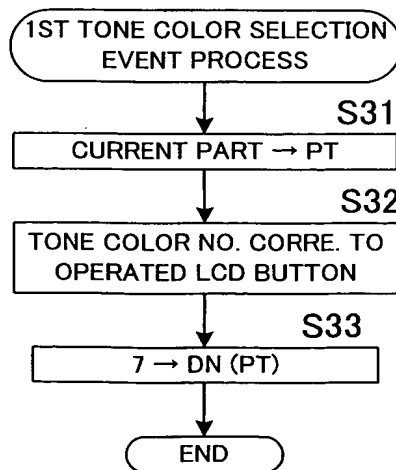 1ST TONE COLOR SELECTION
EVENT PROCESS
S31
CURRENT PART → PT
S32
TONE COLOR NO. CORRE. TO
OPERATED LCD BUTTON
S33
7 → DN (PT)
END